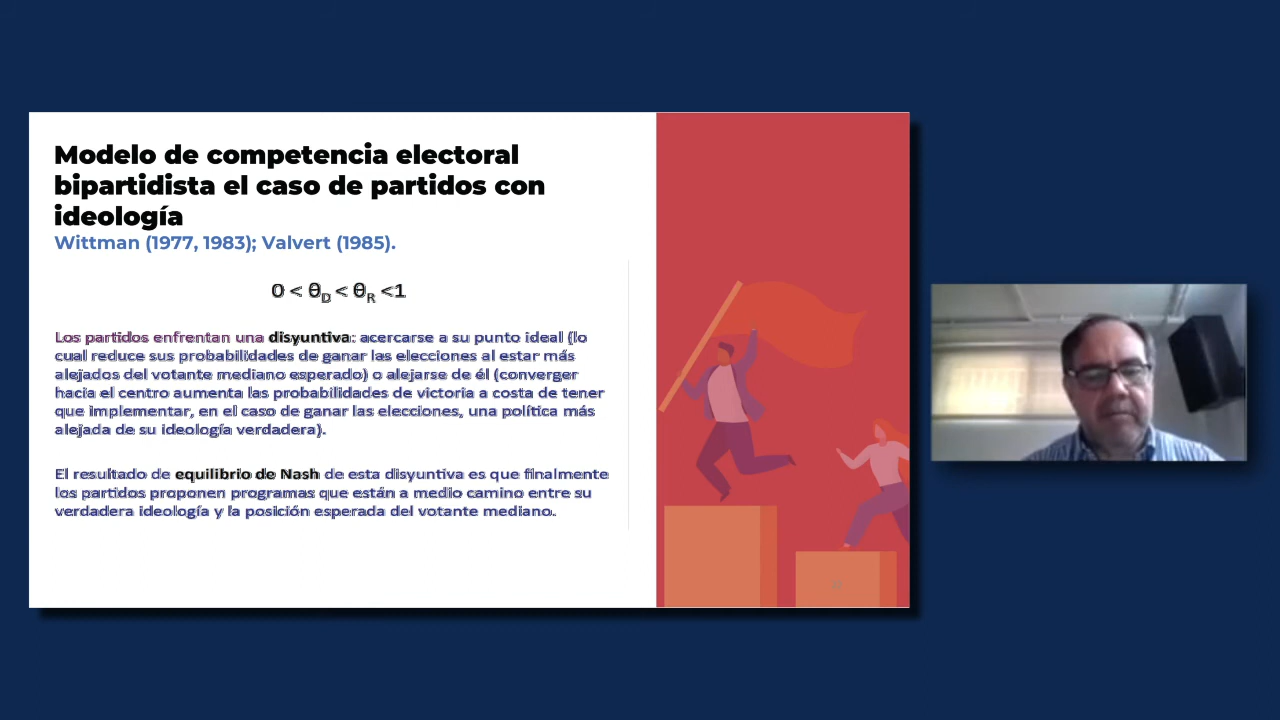 Modelo de competencia electoral
bipartidista el caso de partidos con
ideología
Wittman (1977, 1983); Valvert (1985).
0 < θD < θR <1
Los partidos enfrentan una disyuntiva: acercarse a su punto ideal (lo
cual reduce sus probabilidades de ganar las elecciones al estar más
alejados del votante mediano esperado) o alejarse de él (converger
hacia el centro aumenta las probabilidades de victoria a costa de tener
que implementar, en el caso de ganar las elecciones, una política más
alejada de su ideología verdadera).
El resultado de equilibrio de Nash de esta disyuntiva es que finalmente
los partidos proponen programas que están a medio camino entre su
verdadera ideología y la posición esperada del votante mediano.